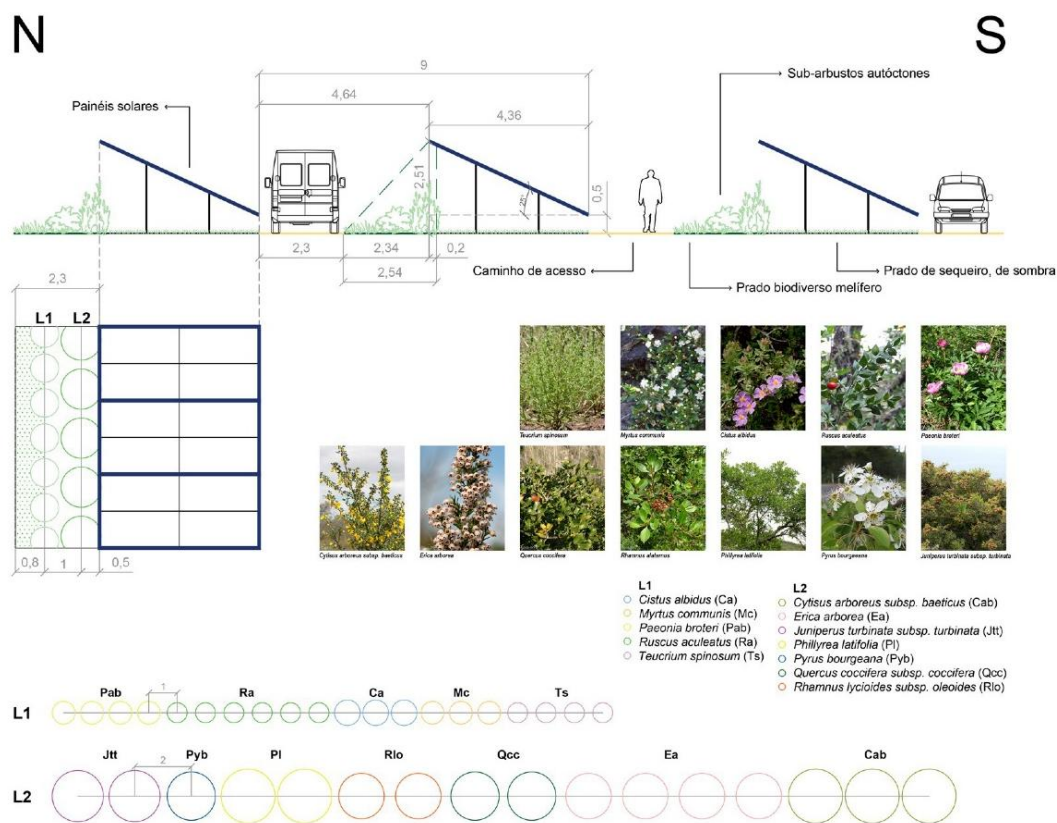 N
S
9
Sub-arbustos autóctones
4,64
Painéis solares
4,36
2,51
25°
0,5
2,3
2,34
0,2
Caminho de acesso
Prado de sequeiro, de sombra
2,54
Prado biodiverso melífero
2,3
L1
L2
Teucrium spinosum
Myrtus communis
Cistus albidus
Ruscus aculeatus
Paeonia broteri
Cytisus arboreus subsp. baeticus
Erica arborea
Quercus coccifera
Rhamnus alaternus
Phillyrea latifolia
Pyrus bourgeana
Juniperus turbinata subsp. turbinata
0,8
1
0,5
L1
Cistus albidus (Ca)
Myrtus communis (Mc)
Paeonia broteri (Pab)
Ruscus aculeatus (Ra)
Teucrium spinosum (Ts)
L2
Cytisus arboreus subsp. baeticus (Cab)
Erica arborea (Ea)
Juniperus turbinata subsp. turbinata (Jtt)
Phillyrea latifolia (Pl)
Pyrus bourgeana (Pyb)
Quercus coccifera subsp. coccifera (Qcc)
Rhamnus lycioides subsp. oleoides (Rlo)
Pab
1
Ra
Ca
Mc
Ts
L1
Jtt
2
Pyb
Pl
Rlo
Qcc
Ea
Cab
L2